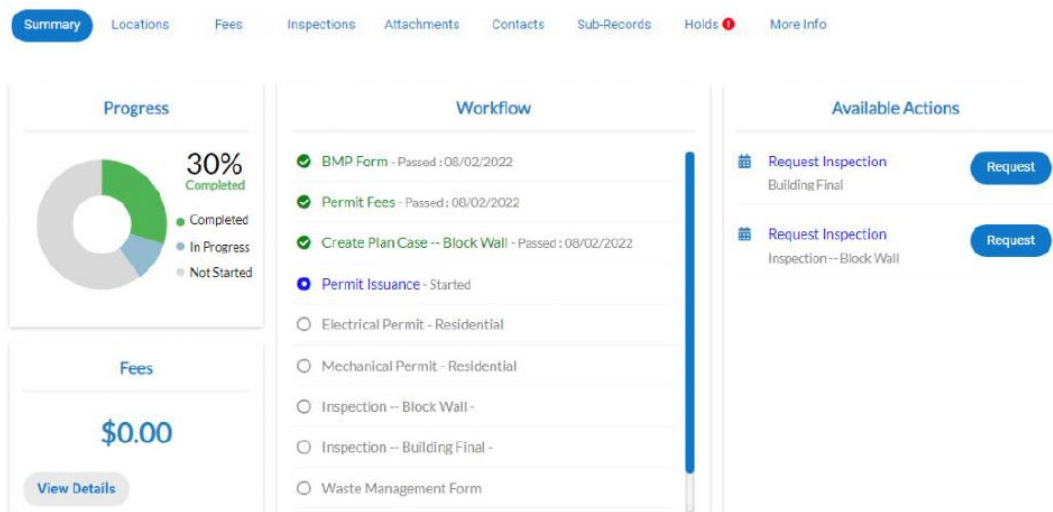 Summary Locations Fees Inspections Attachments Contacts Sub-Records Holds ! More Info
Progress
30%
Completed
Completed
In Progress
Not Started
Fees
$0.00
View Details
Workflow
BMP Form - Passed : 08/02/2022
Permit Fees - Passed : 08/02/2022
Create Plan Case -- Block Wall - Passed : 08/02/2022
Permit Issuance - Started
Electrical Permit - Residential
Mechanical Permit - Residential
Inspection -- Block Wall -
Inspection -- Building Final -
Waste Management Form
Available Actions
Request Inspection
Building Final
Request
Request Inspection
Inspection -- Block Wall
Request